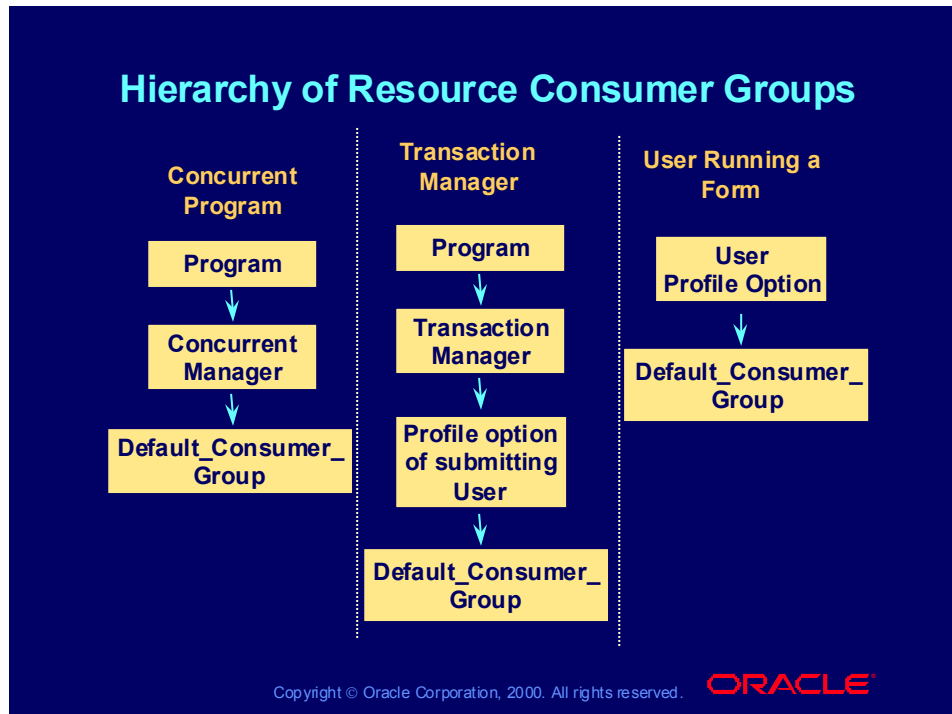 Hierarchy of Resource Consumer Groups
Concurrent
Program
Program
Concurrent
Manager
Default_Consumer_
Group
Transaction
Manager
Program
Transaction
Manager
Profile option
of submitting
User
Default_Consumer_
Group
User Running a
Form
User
Profile Option
Default_Consumer_
Group
Copyright © Oracle Corporation, 2000. All rights reserved.
ORACLE®